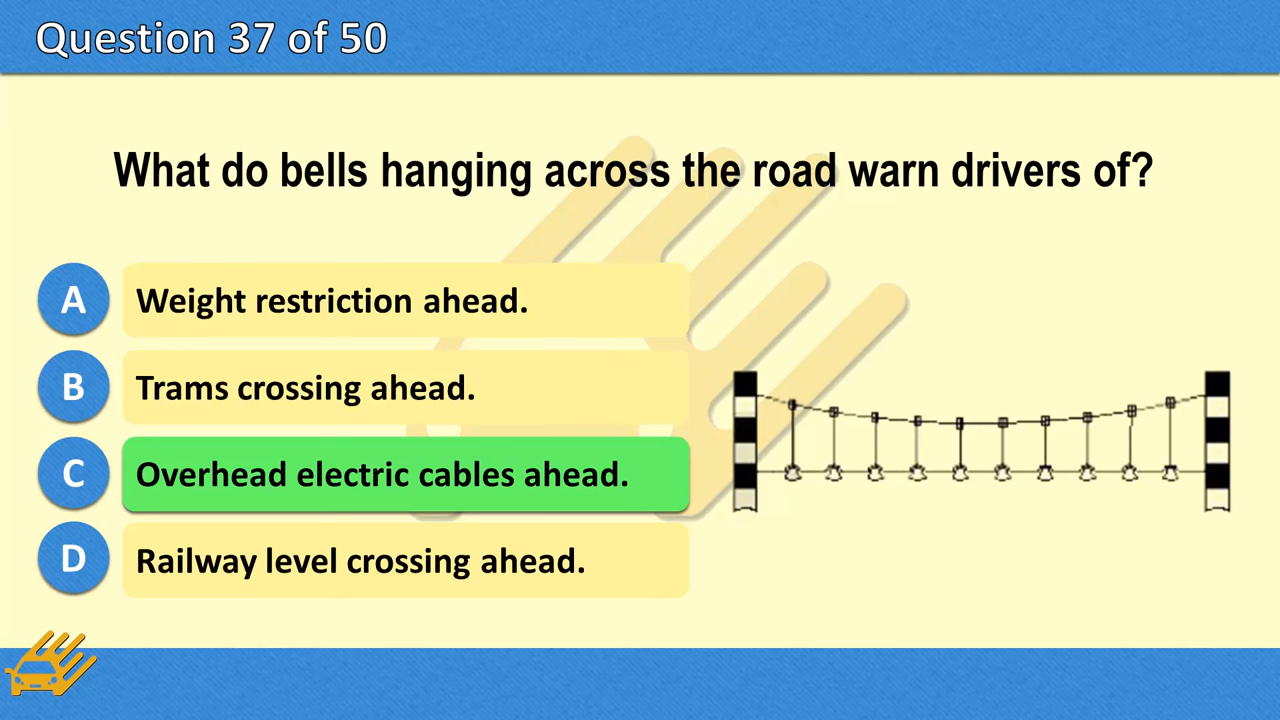 Question 37 of 50
What do bells hanging across the road warn drivers of?
A
Weight restriction ahead.
B
Trams crossing ahead.
C
Overhead electric cables ahead.
D
Railway level crossing ahead.